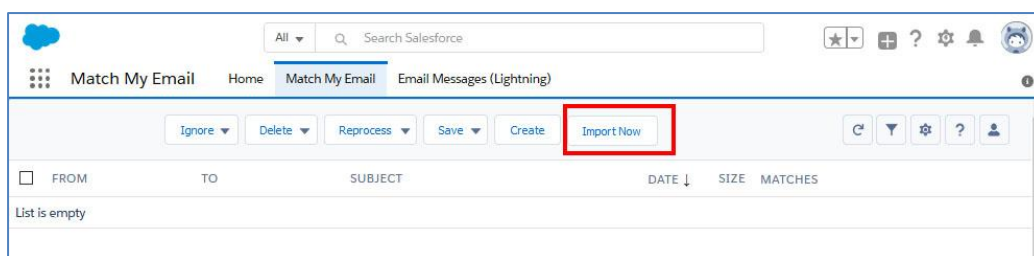 All Search Salesforce
Match My Email Home Match My Email Email Messages (Lightning)
Ignore Delete Reprocess Save Create Import Now ?
FROM TO SUBJECT DATE ↓ SIZE MATCHES
List is empty